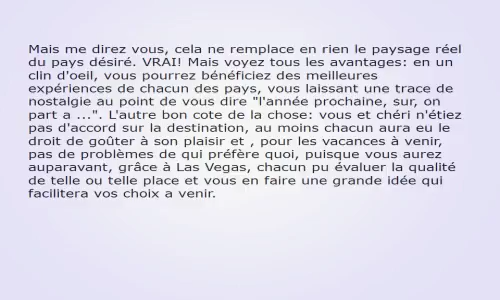 Mais me direz vous, cela ne remplace en rien le paysage réel
du pays désiré. VRAI! Mais voyez tous les avantages: en un
clin d'oeil, vous pourrez bénéficiez des meilleures
expériences de chacun des pays, vous laissant une trace de
nostalgie au point de vous dire "l'année prochaine, sur, on
part a ...". L'autre bon cote de la chose: vous et chéri n'étiez
pas d'accord sur la destination, au moins chacun aura eu le
droit de goûter à son plaisir et , pour les vacances à venir,
pas de problèmes de qui préfère quoi, puisque vous aurez
auparavant, grâce à Las Vegas, chacun pu évaluer la qualité
de telle ou telle place et vous en faire une grande idée qui
facilitera vos choix a venir.